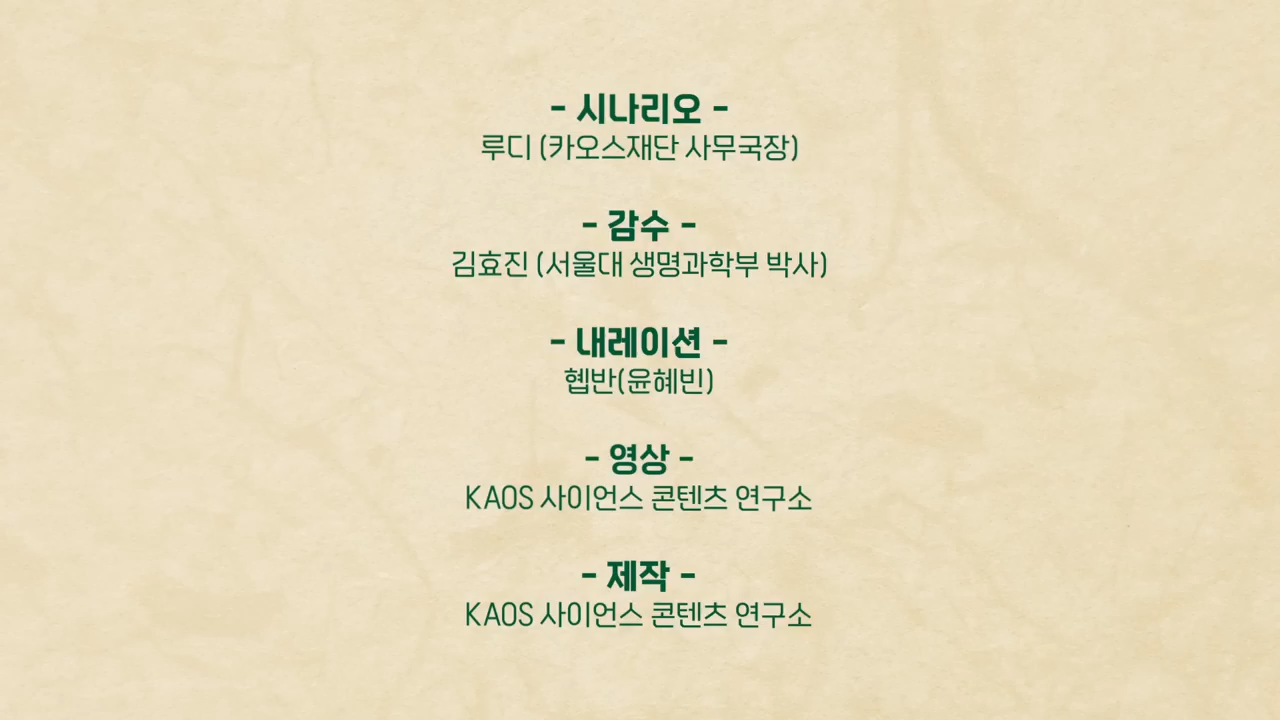 - 시나리오 -
루디 (카오스재단 사무국장)
- 감수 -
김효진 (서울대 생명과학부 박사)
- 내레이션 -
헵반(윤혜빈)
- 영상 -
KAOS 사이언스 콘텐츠 연구소
- 제작 -
KAOS 사이언스 콘텐츠 연구소